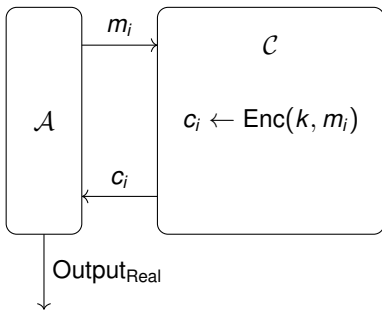 m_i
𝒞
𝒜
c_i ← Enc(k, m_i)
c_i
Output_Real